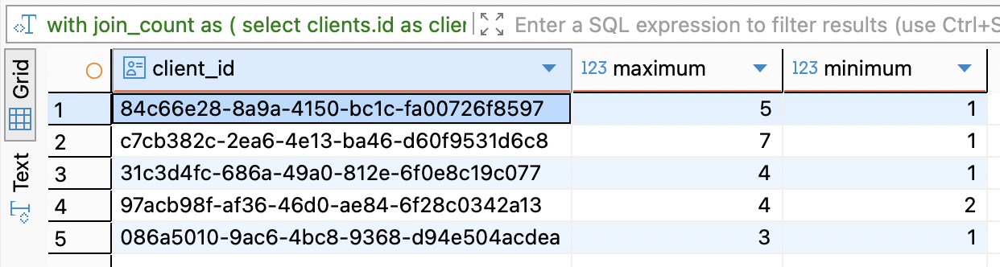 with join_count as ( select clients.id as clier Enter a SQL expression to filter results (use Ctrl+S
Grid
Text
client_id 123 maximum 123 minimum
1 84c66e28-8a9a-4150-bc1c-fa00726f8597 5 1
2 c7cb382c-2ea6-4e13-ba46-d60f9531d6c8 7 1
3 31c3d4fc-686a-49a0-812e-6f0e8c19c077 4 1
4 97acb98f-af36-46d0-ae84-6f28c0342a13 4 2
5 086a5010-9ac6-4bc8-9368-d94e504acdea 3 1